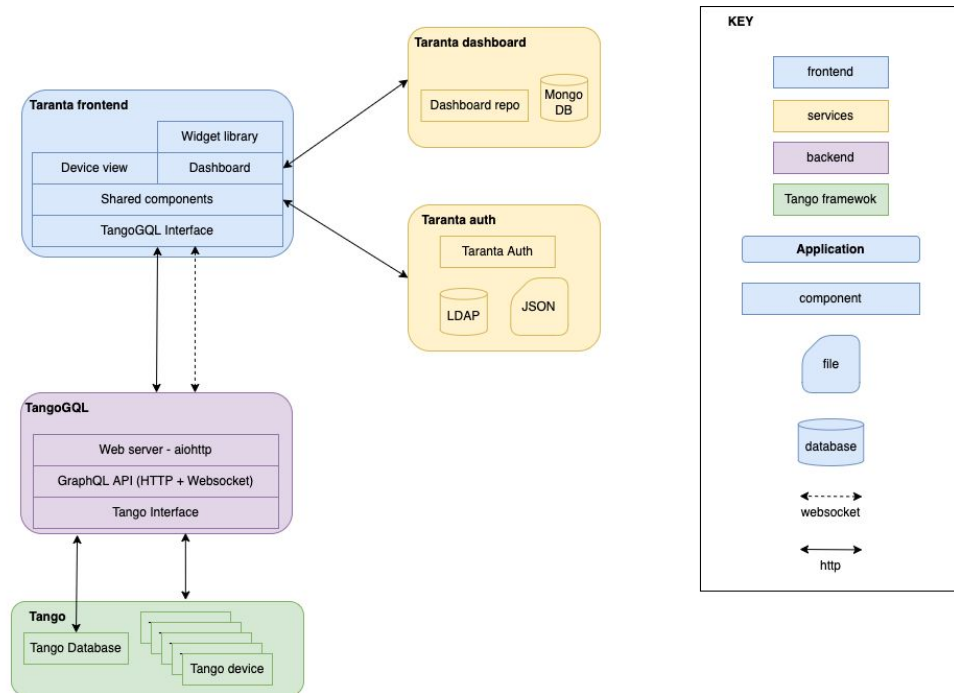 Taranta frontend
Widget library
Device view
Dashboard
Shared components
TangoGQL Interface
Taranta dashboard
Dashboard repo
Mongo
DB
Taranta auth
Taranta Auth
LDAP
JSON
TangoGQL
Web server - aiohttp
GraphQL API (HTTP + Websocket)
Tango Interface
Tango
Tango Database
Tango device
KEY
frontend
services
backend
Tango framewok
Application
component
file
database
websocket
http